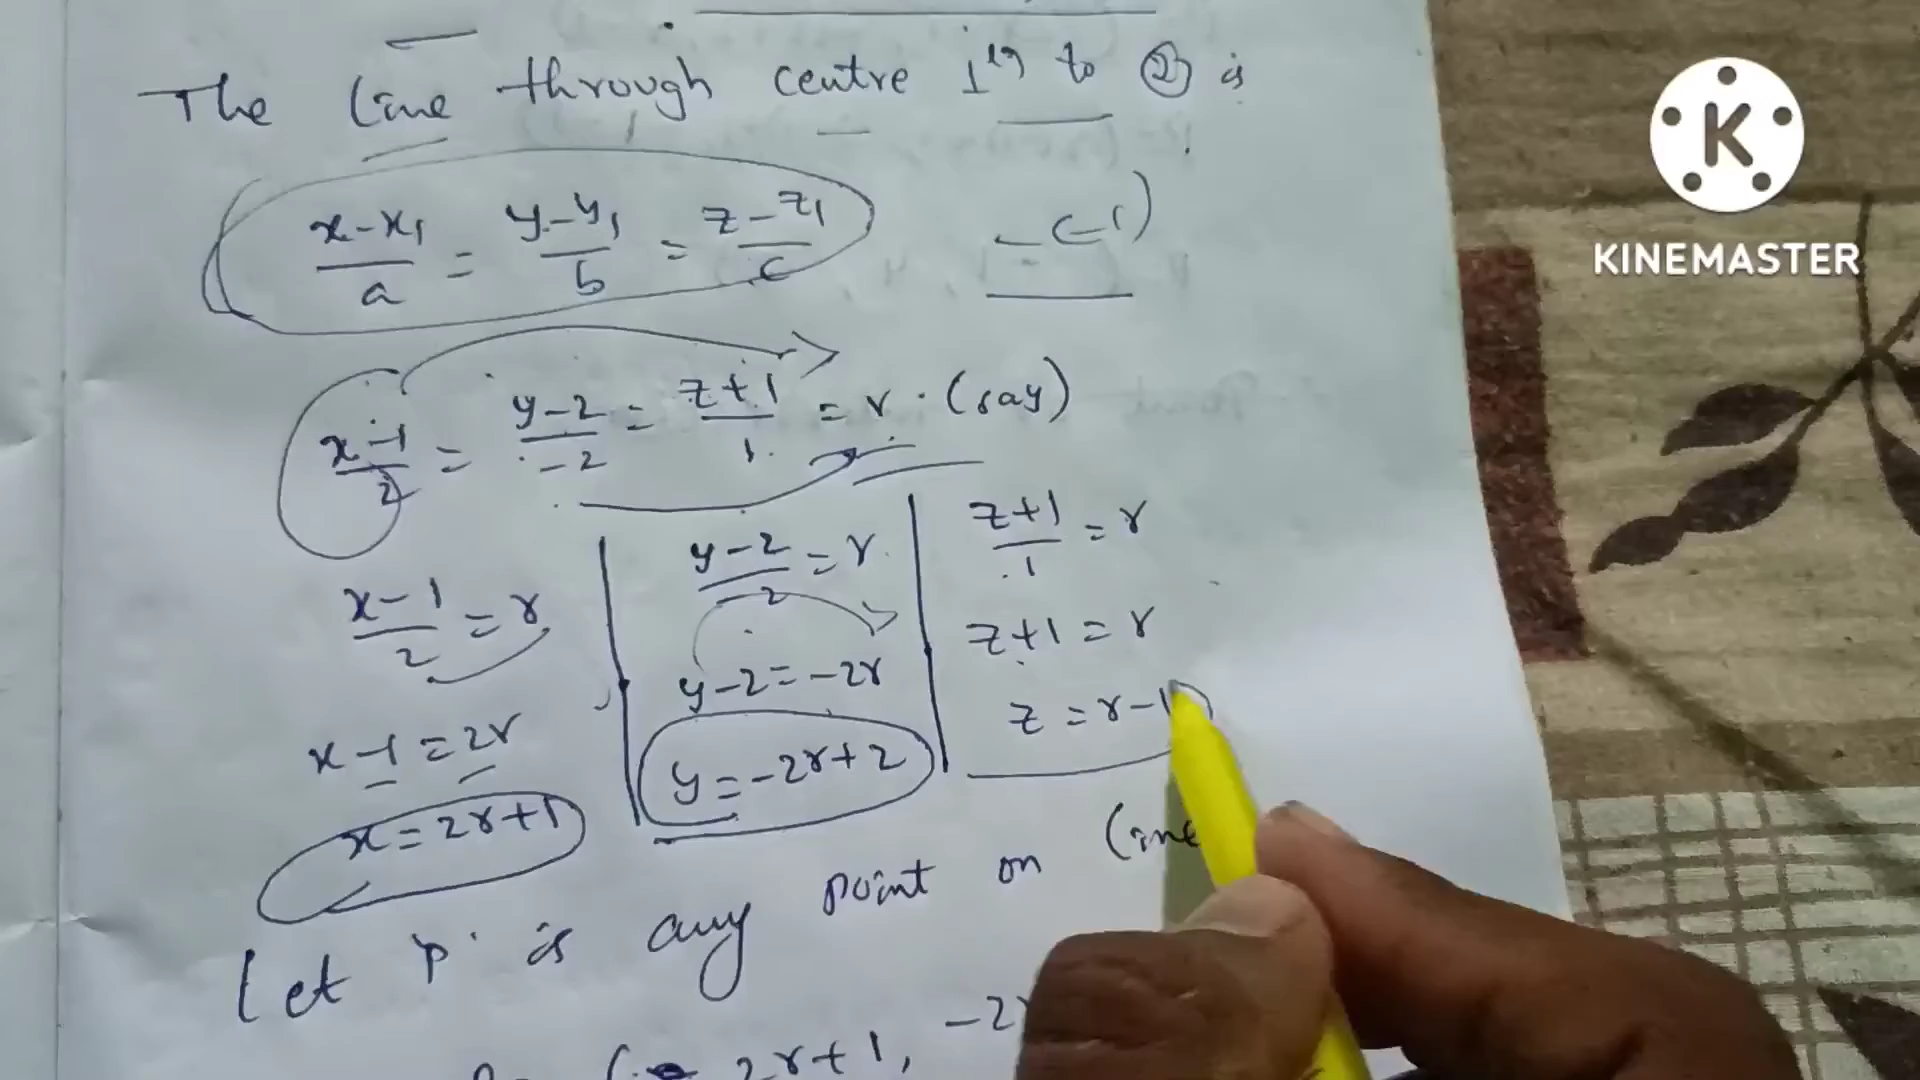 The line through centre ⊥ly to ② is
x-x₁/a = y-y₁/b = z-z₁/c
x-1/2 = y-2/-2 = z+1/1 = r (say)
x-1/2 = r
x-1 = 2r
x = 2r+1
y-2/-2 = r
y-2 = -2r
y = -2r+2
z+1/1 = r
z+1 = r
z = r-1
Let P is any point on line
2r+1, -2r
KINEMASTER